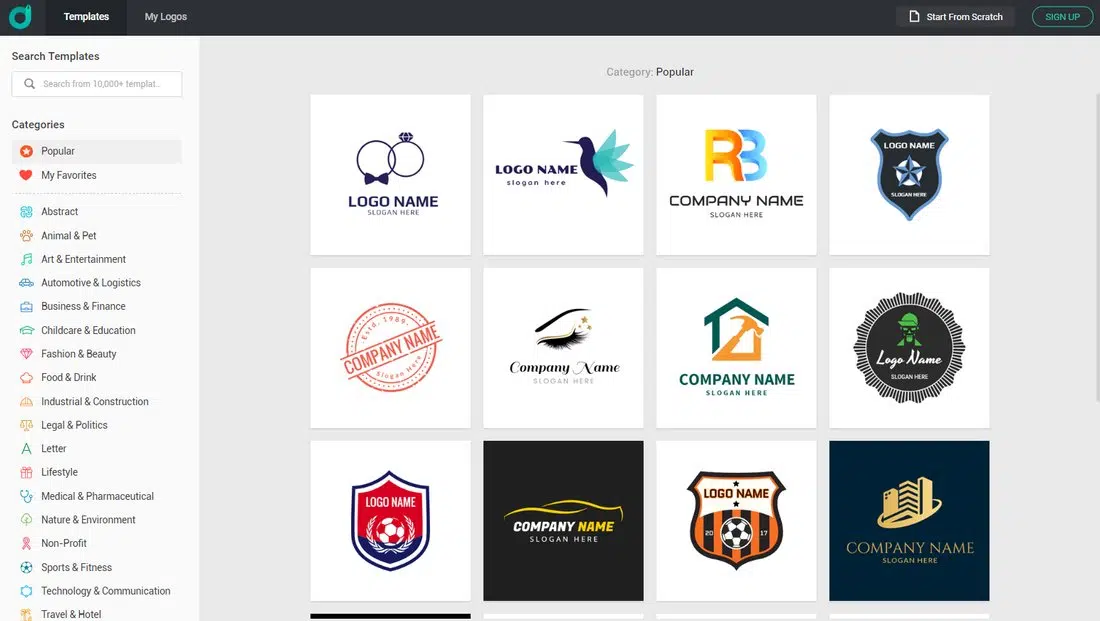 Templates
My Logos
Start From Scratch
SIGN UP
Search Templates
Search from 10,000+ templat...
Categories
Popular
My Favorites
Abstract
Animal & Pet
Art & Entertainment
Automotive & Logistics
Business & Finance
Childcare & Education
Fashion & Beauty
Food & Drink
Industrial & Construction
Legal & Politics
Letter
Lifestyle
Medical & Pharmaceutical
Nature & Environment
Non-Profit
Sports & Fitness
Technology & Communication
Travel & Hotel
Category: Popular
LOGO NAME
SLOGAN HERE
LOGO NAME
slogan here
RB
COMPANY NAME
SLOGAN HERE
LOGO NAME
SLOGAN HERE
Estd. 1989.
COMPANY NAME
Slogan Here
Company Name
SLOGAN HERE
COMPANY NAME
SLOGAN HERE
Logo Name
SLOGAN HERE
LOGO NAME
COMPANY NAME
SLOGAN HERE
LOGO NAME
20 17
COMPANY NAME
SLOGAN HERE